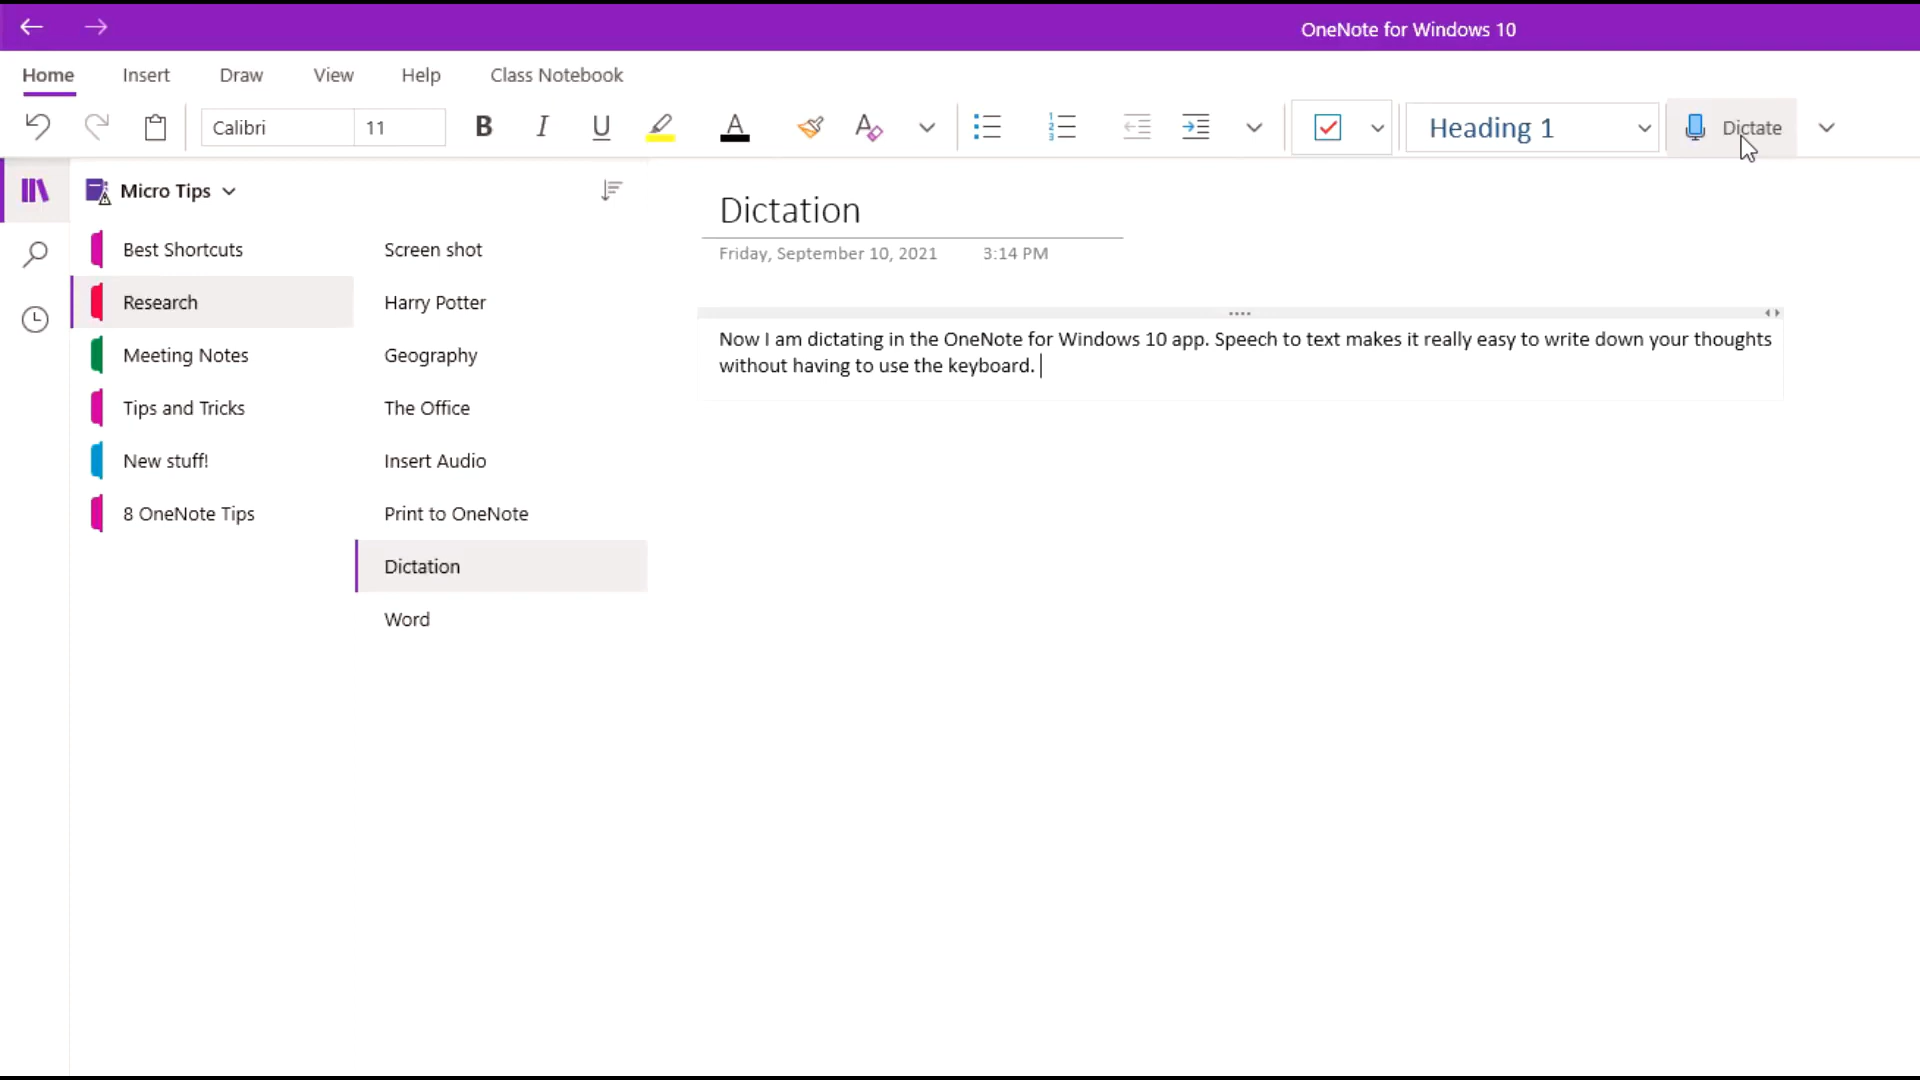 OneNote for Windows 10
Home Insert Draw View Help Class Notebook
Calibri 11 B I U A A Heading 1 Dictate
Micro Tips
Best Shortcuts
Research
Meeting Notes
Tips and Tricks
New stuff!
8 OneNote Tips
Screen shot
Harry Potter
Geography
The Office
Insert Audio
Print to OneNote
Dictation
Word
Dictation
Friday, September 10, 2021 3:14 PM
Now I am dictating in the OneNote for Windows 10 app. Speech to text makes it really easy to write down your thoughts
without having to use the keyboard.